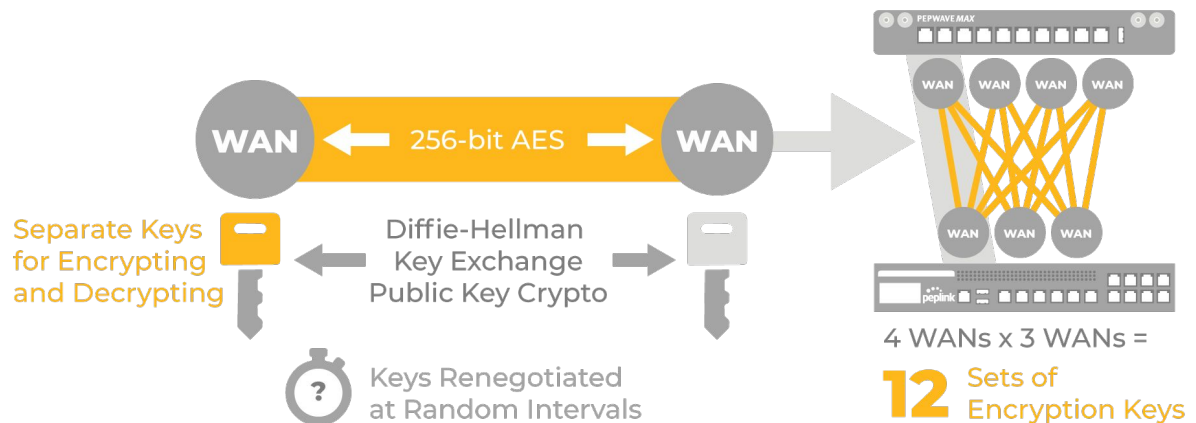 WAN
256-bit AES
WAN
Separate Keys
for Encrypting
and Decrypting
Diffie-Hellman
Key Exchange
Public Key Crypto
?
Keys Renegotiated
at Random Intervals
PEPWAVE MAX
WAN
WAN
WAN
WAN
WAN
WAN
WAN
peplink
4 WANs x 3 WANs =
12 Sets of
Encryption Keys